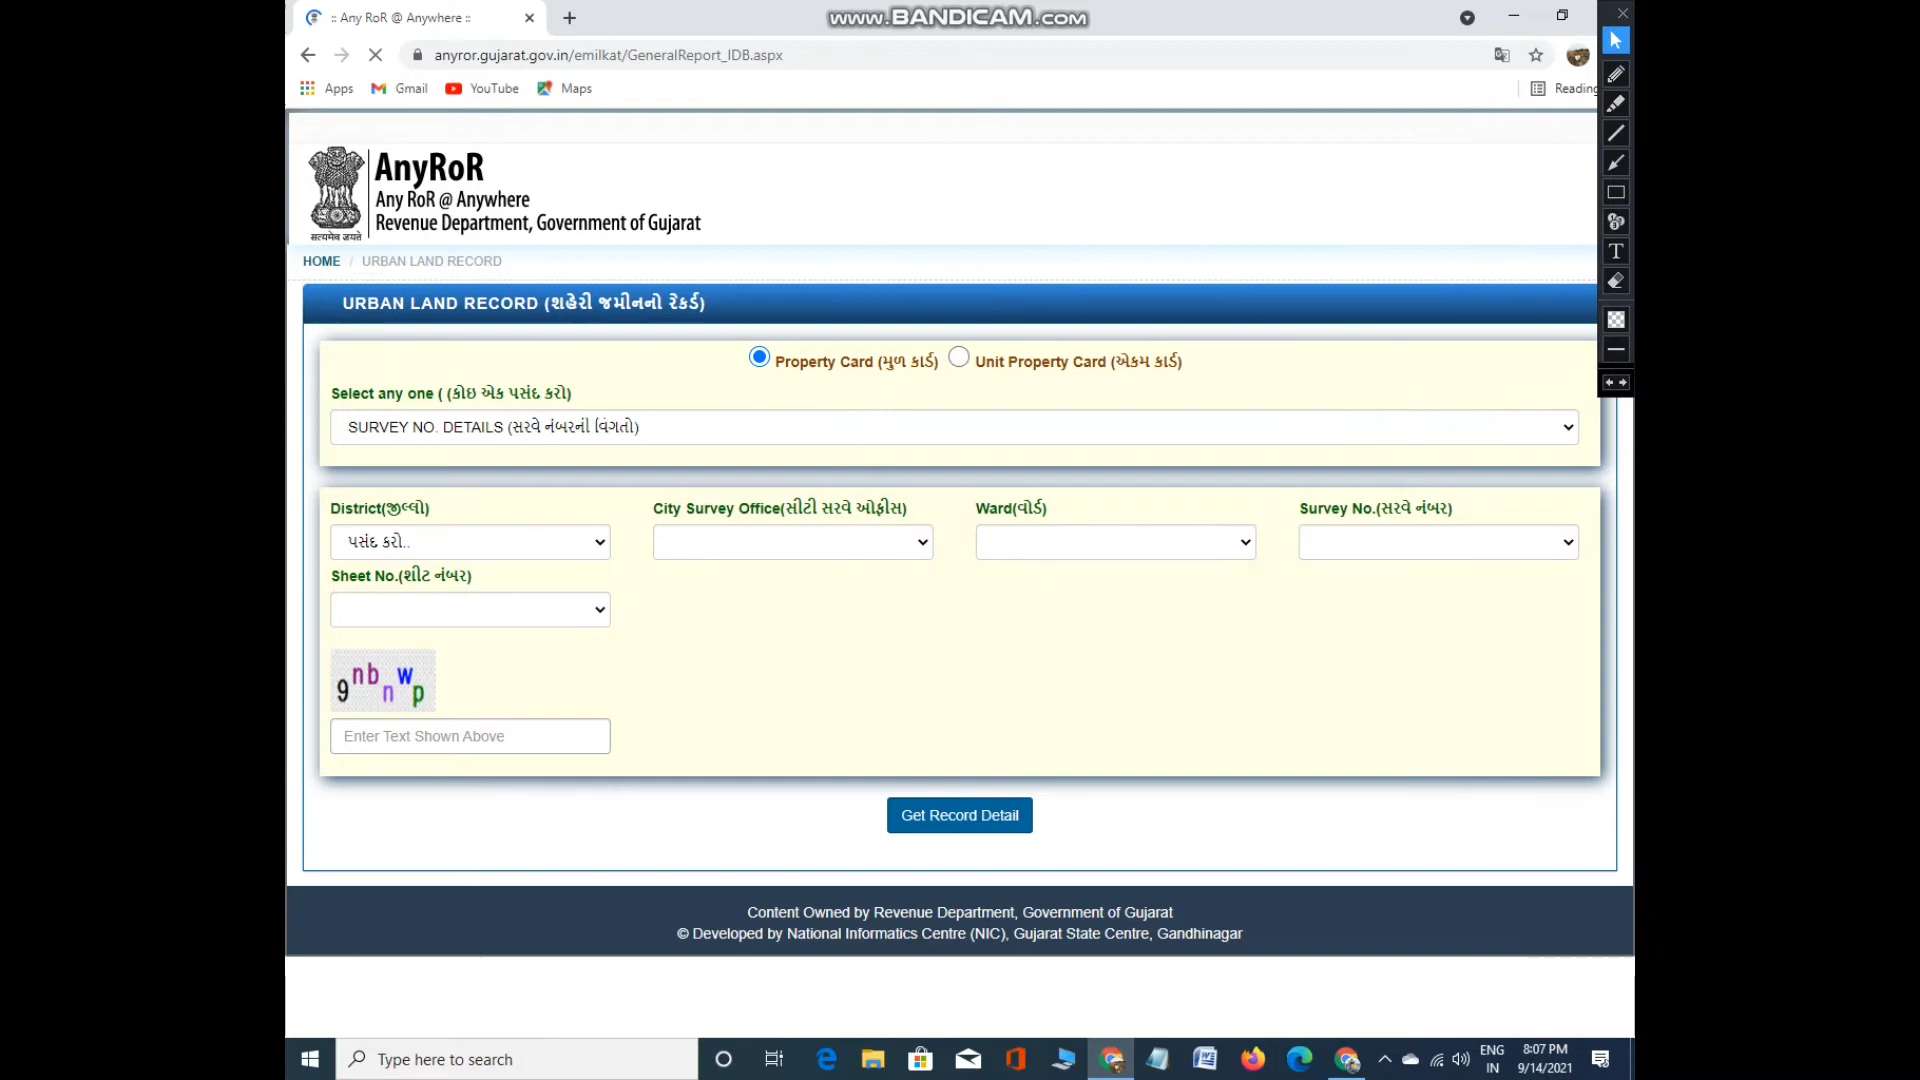 :: Any RoR @ Anywhere ::
www.BANDICAM.com
anyror.gujarat.gov.in/emilkat/GeneralReport_IDB.aspx
Apps
Gmail
YouTube
Maps
Reading
AnyRoR
Any RoR @ Anywhere
Revenue Department, Government of Gujarat
सत्यमेव जयते
HOME / URBAN LAND RECORD
URBAN LAND RECORD (શહેરી જમીનનો રેકર્ડ)
Property Card (મુળ કાર્ડ) Unit Property Card (એકમ કાર્ડ)
Select any one ( (કોઇ એક પસંદ કરો)
SURVEY NO. DETAILS (સરવે નંબરની વિગતો)
District(જીલ્લો) City Survey Office(સીટી સરવે ઓફીસ) Ward(વોર્ડ) Survey No.(સરવે નંબર)
પસંદ કરો..
Sheet No.(શીટ નંબર)
9nbnwp
Enter Text Shown Above
Get Record Detail
Content Owned by Revenue Department, Government of Gujarat
© Developed by National Informatics Centre (NIC), Gujarat State Centre, Gandhinagar
Type here to search
ENG
IN
8:07 PM
9/14/2021